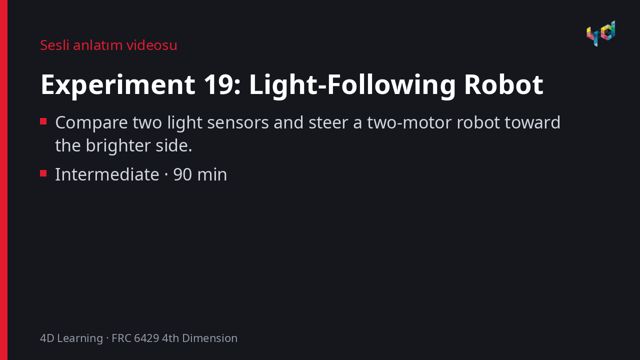 Sesli anlatım videosu
Experiment 19: Light-Following Robot
Compare two light sensors and steer a two-motor robot toward
the brighter side.
Intermediate · 90 min
4D Learning · FRC 6429 4th Dimension
4d